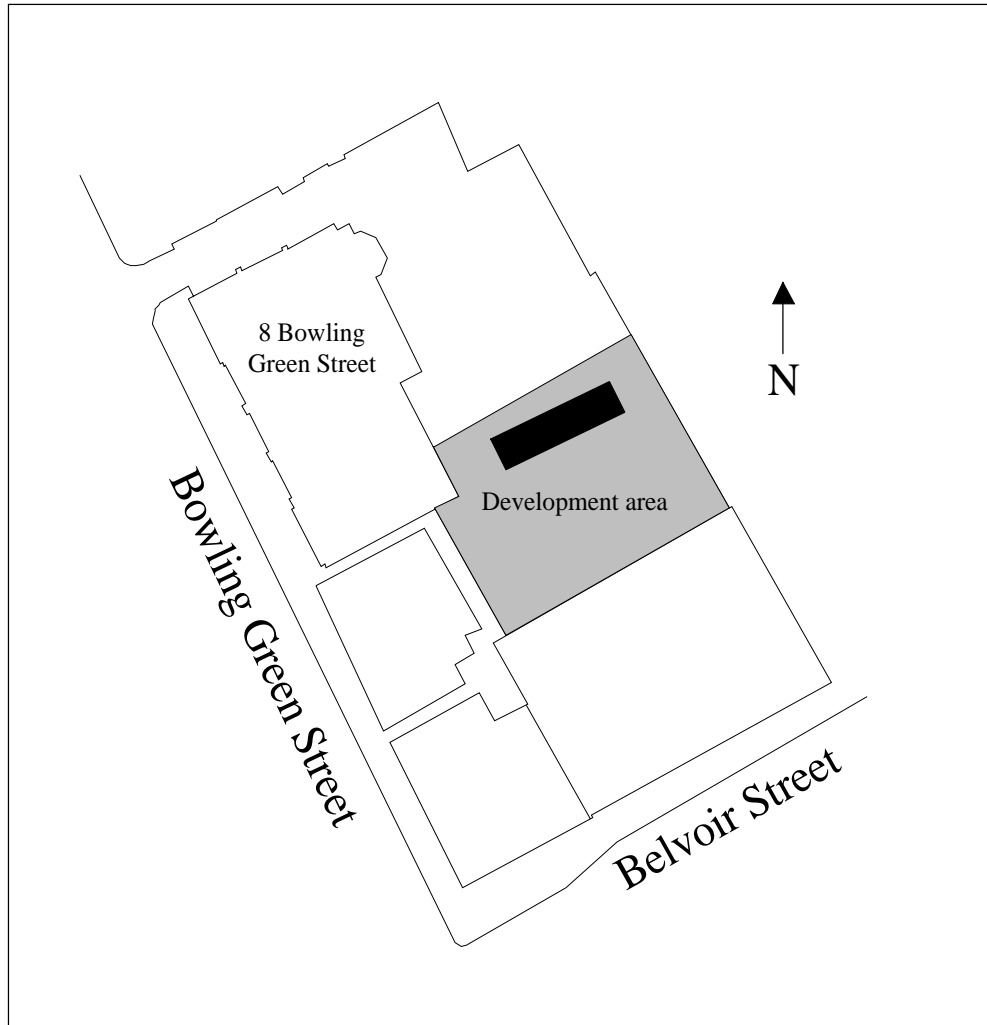 8 Bowling
Green Street
N
Development area
Bowling Green Street
Belvoir Street